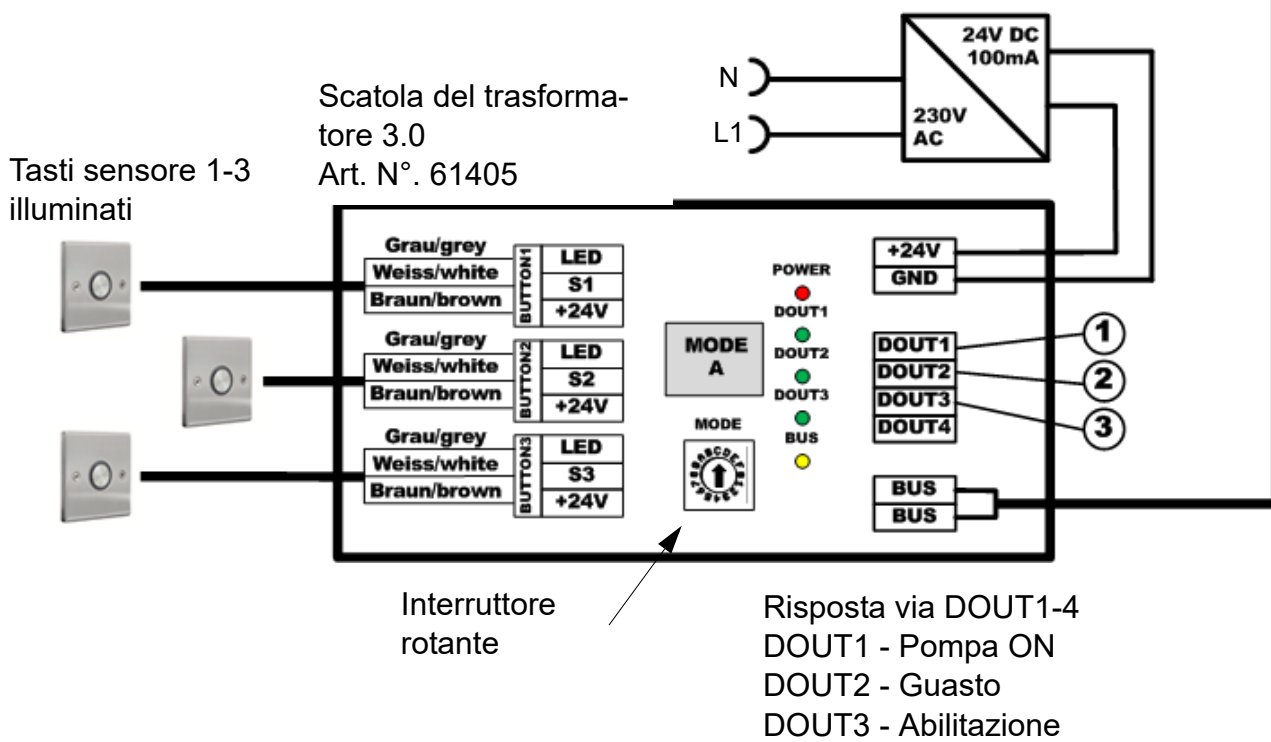 24V DC
100mA
230V
AC
N
L1
Scatola del trasforma-
tore 3.0
Art. N°. 61405
Tasti sensore 1-3
illuminati
Grau/grey
Weiss/white
Braun/brown
BUTTON1
LED
S1
+24V
Grau/grey
Weiss/white
Braun/brown
BUTTON2
LED
S2
+24V
Grau/grey
Weiss/white
Braun/brown
BUTTON3
LED
S3
+24V
MODE
A
MODE
POWER
DOUT1
DOUT2
DOUT3
BUS
+24V
GND
DOUT1
DOUT2
DOUT3
DOUT4
BUS
BUS
1
2
3
Interruttore
rotante
Risposta via DOUT1-4
DOUT1 - Pompa ON
DOUT2 - Guasto
DOUT3 - Abilitazione